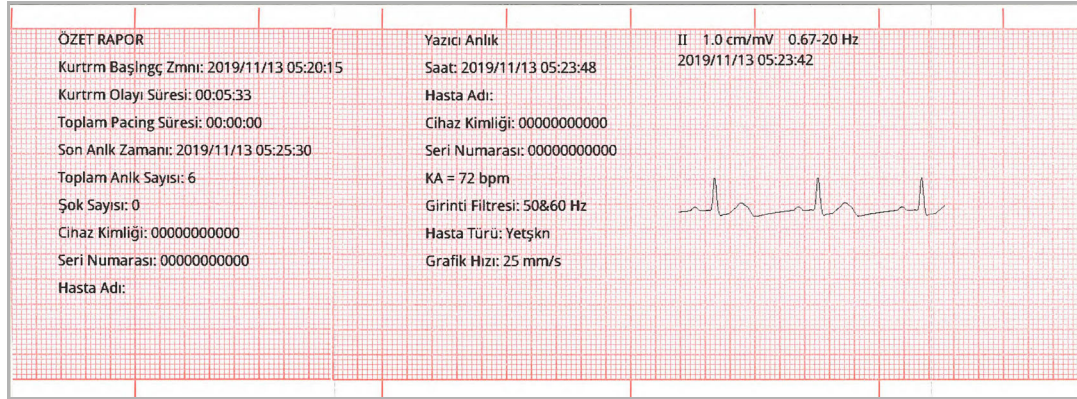 ÖZET RAPOR
Kurtrm Başlngç Zmnı: 2019/11/13 05:20:15
Kurtrm Olayı Süresi: 00:05:33
Toplam Pacing Süresi: 00:00:00
Son Anlk Zamanı: 2019/11/13 05:25:30
Toplam Anlk Sayısı: 6
Şok Sayısı: 0
Cihaz Kimliği: 00000000000
Seri Numarası: 00000000000
Hasta Adı:
Yazıcı Anlık
Saat: 2019/11/13 05:23:48
Hasta Adı:
Cihaz Kimliği: 00000000000
Seri Numarası: 00000000000
KA = 72 bpm
Girinti Filtresi: 50&60 Hz
Hasta Türü: Yetşkn
Grafik Hızı: 25 mm/s
II 1.0 cm/mV 0.67-20 Hz
2019/11/13 05:23:42